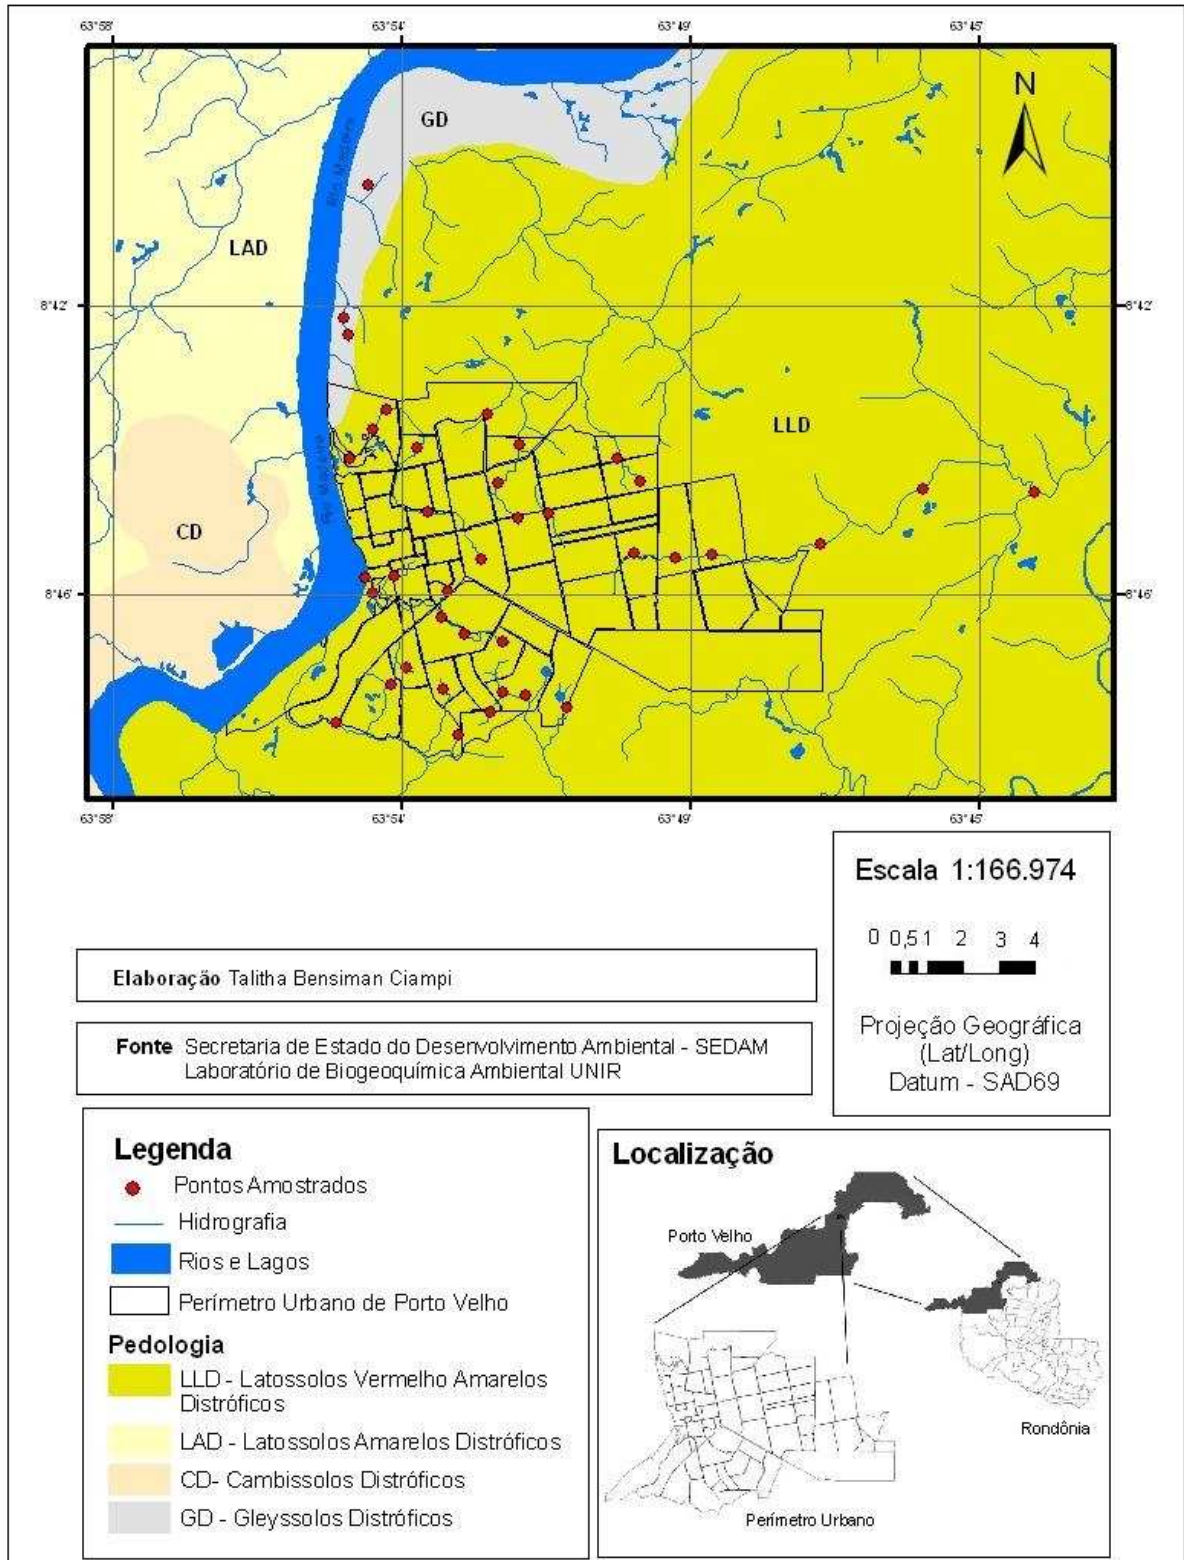 63°58' 63°54' 63°49' 63°45'
N
GD
Rio Madeira
LAD
8°42' 8°42'
LLD
Rio Madeira
CD
8°46' 8°46'
63°58' 63°54' 63°49' 63°45'
Escala 1:166.974
0 0,5 1 2 3 4
Projeção Geográfica
(Lat/Long)
Datum - SAD69
Elaboração Talitha Bensiman Ciampi
Fonte Secretaria de Estado do Desenvolvimento Ambiental - SEDAM
Laboratório de Biogeoquímica Ambiental UNIR
Legenda
Pontos Amostrados
Hidrografia
Rios e Lagos
Perímetro Urbano de Porto Velho
Pedologia
LLD - Latossolos Vermelho Amarelos
Distróficos
LAD - Latossolos Amarelos Distróficos
CD- Cambissolos Distróficos
GD - Gleyssolos Distróficos
Localização
Porto Velho
Rondônia
Perímetro Urbano